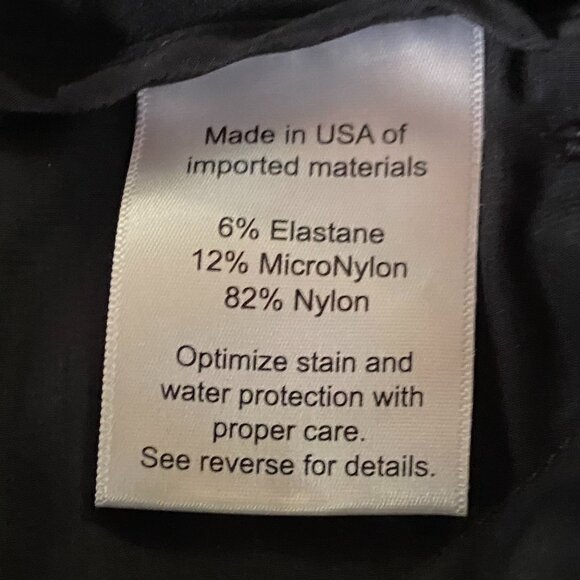 Made in USA of
imported materials
6% Elastane
12% MicroNylon
82% Nylon
Optimize stain and
water protection with
proper care.
See reverse for details.